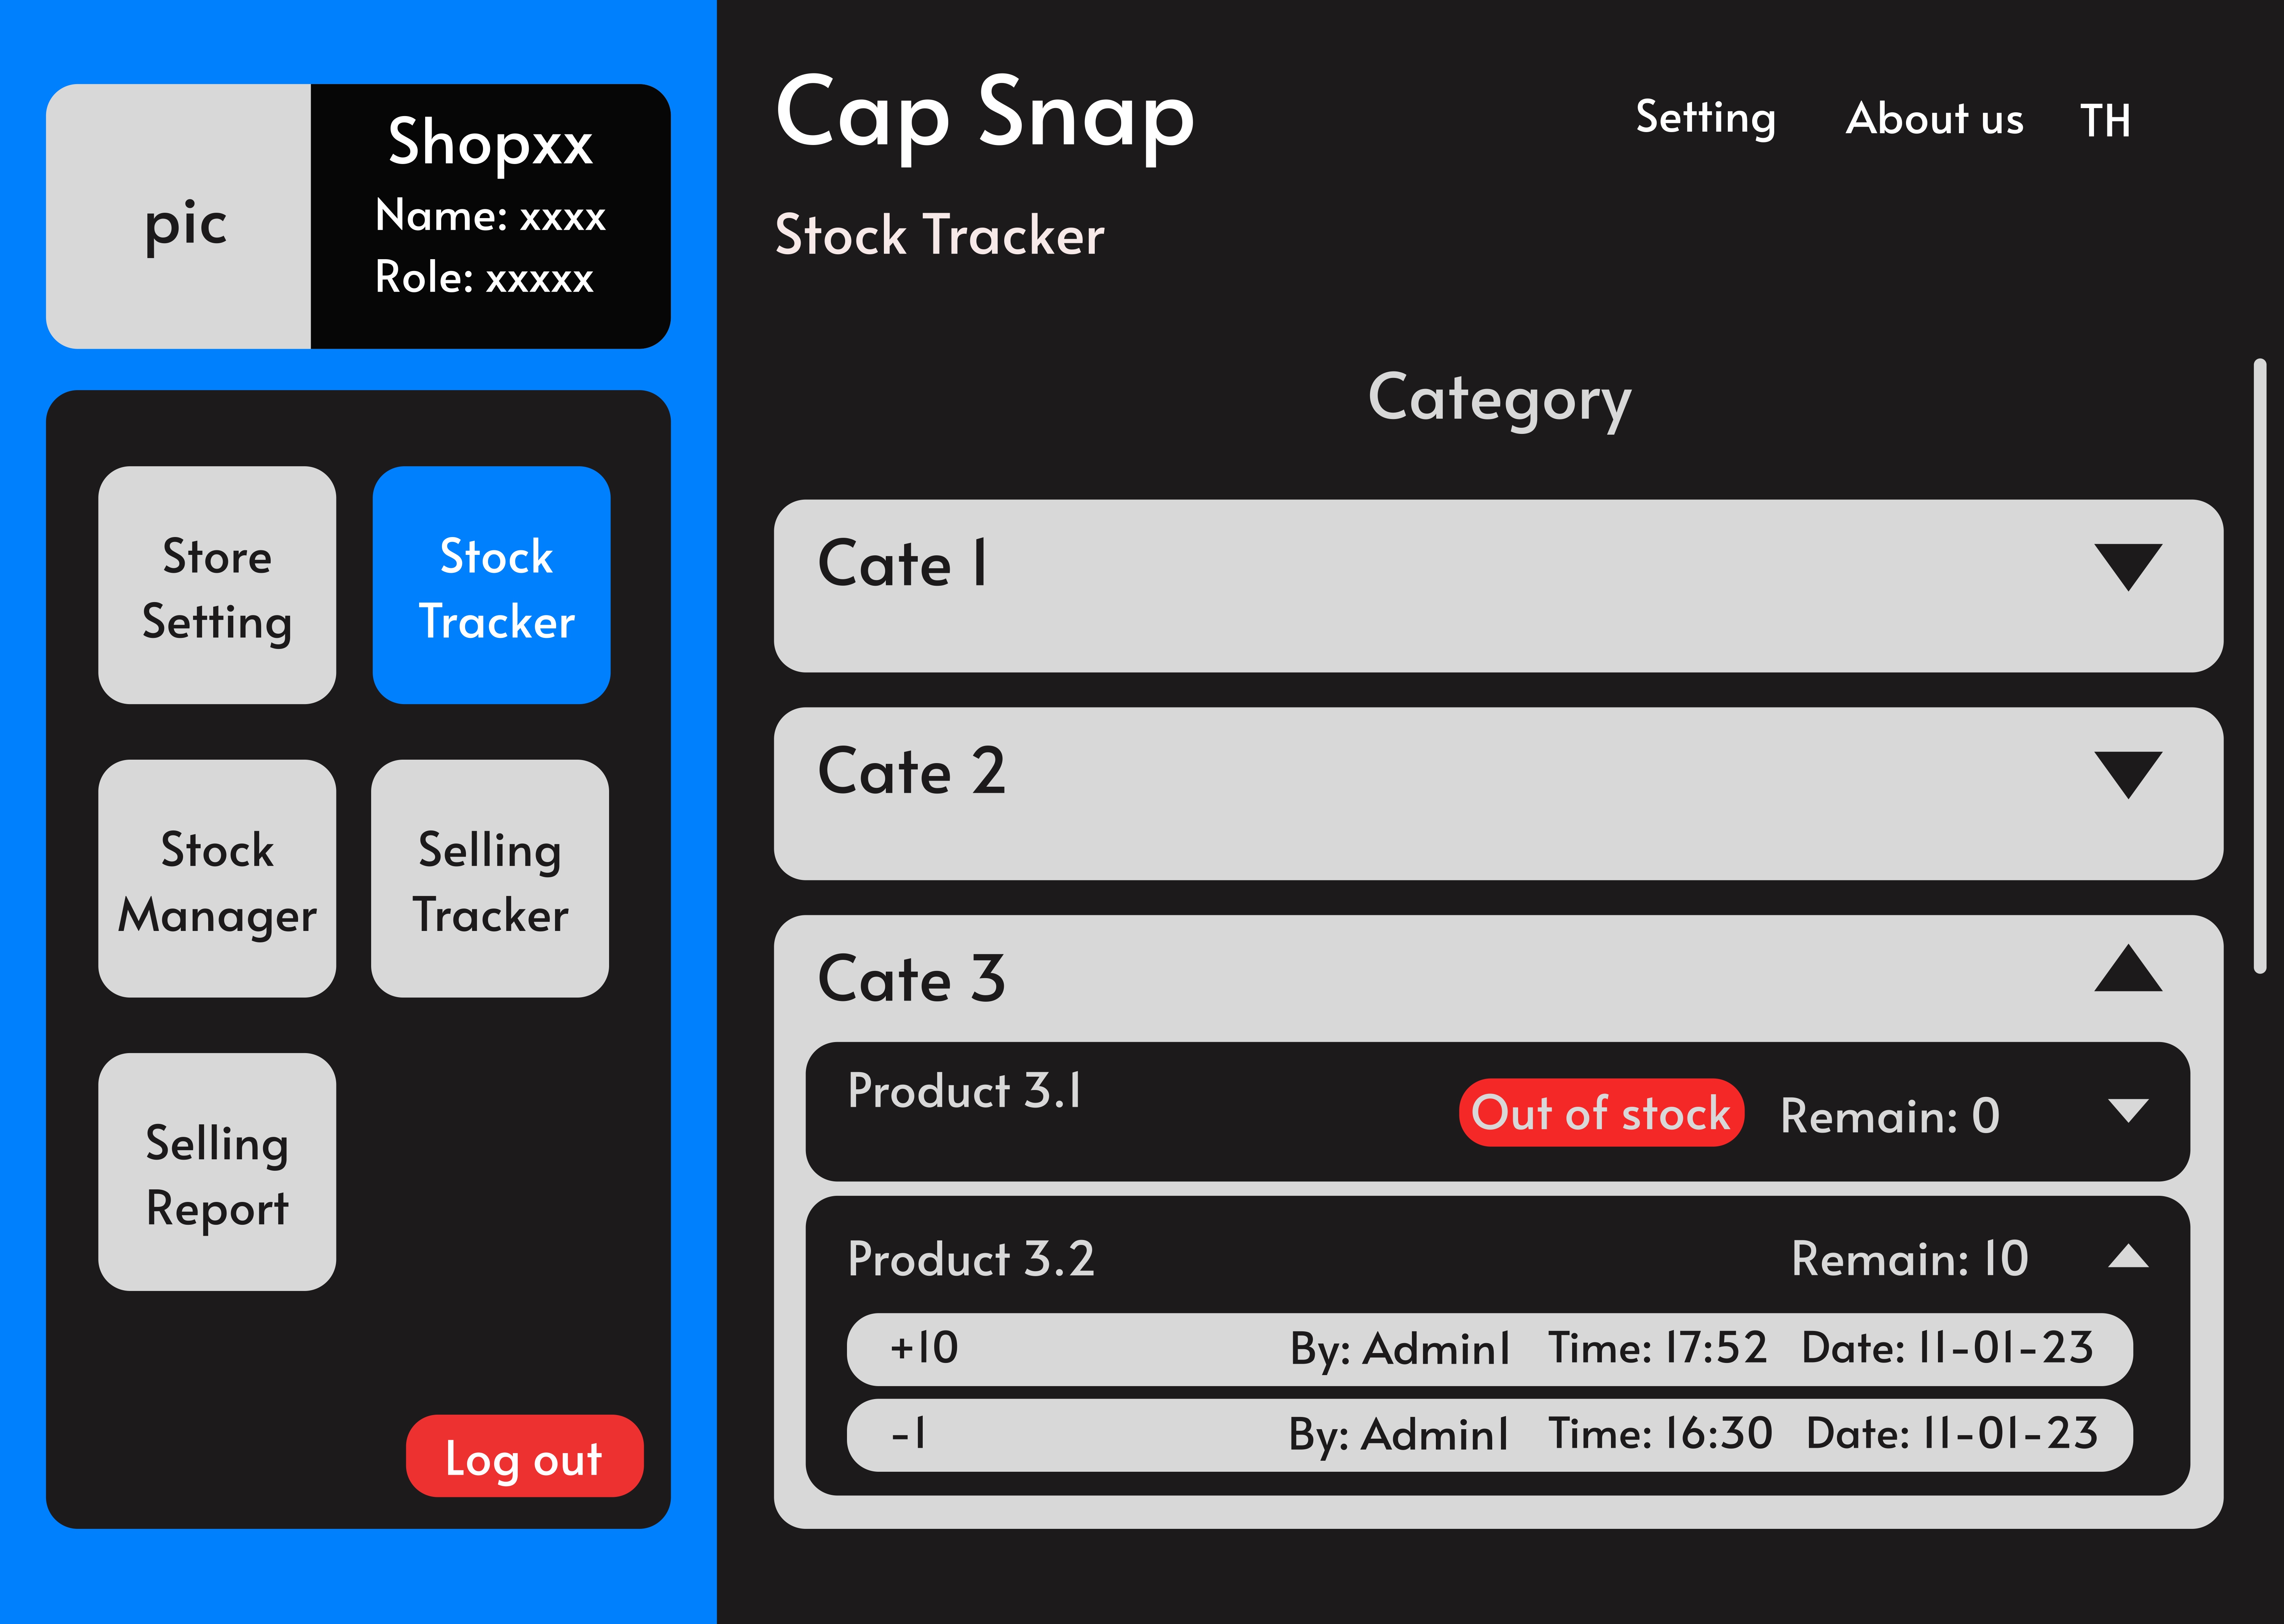 pic
Shopxx
Name: xxxx
Role: xxxxx
Store
Setting
Stock
Tracker
Stock
Manager
Selling
Tracker
Selling
Report
Log out
Cap Snap
Setting
About us
TH
Stock Tracker
Category
Cate 1
Cate 2
Cate 3
Product 3.1
Out of stock
Remain: 0
Product 3.2
Remain: 10
+10 By: Admin1 Time: 17:52 Date: 11-01-23
-1 By: Admin1 Time: 16:30 Date: 11-01-23